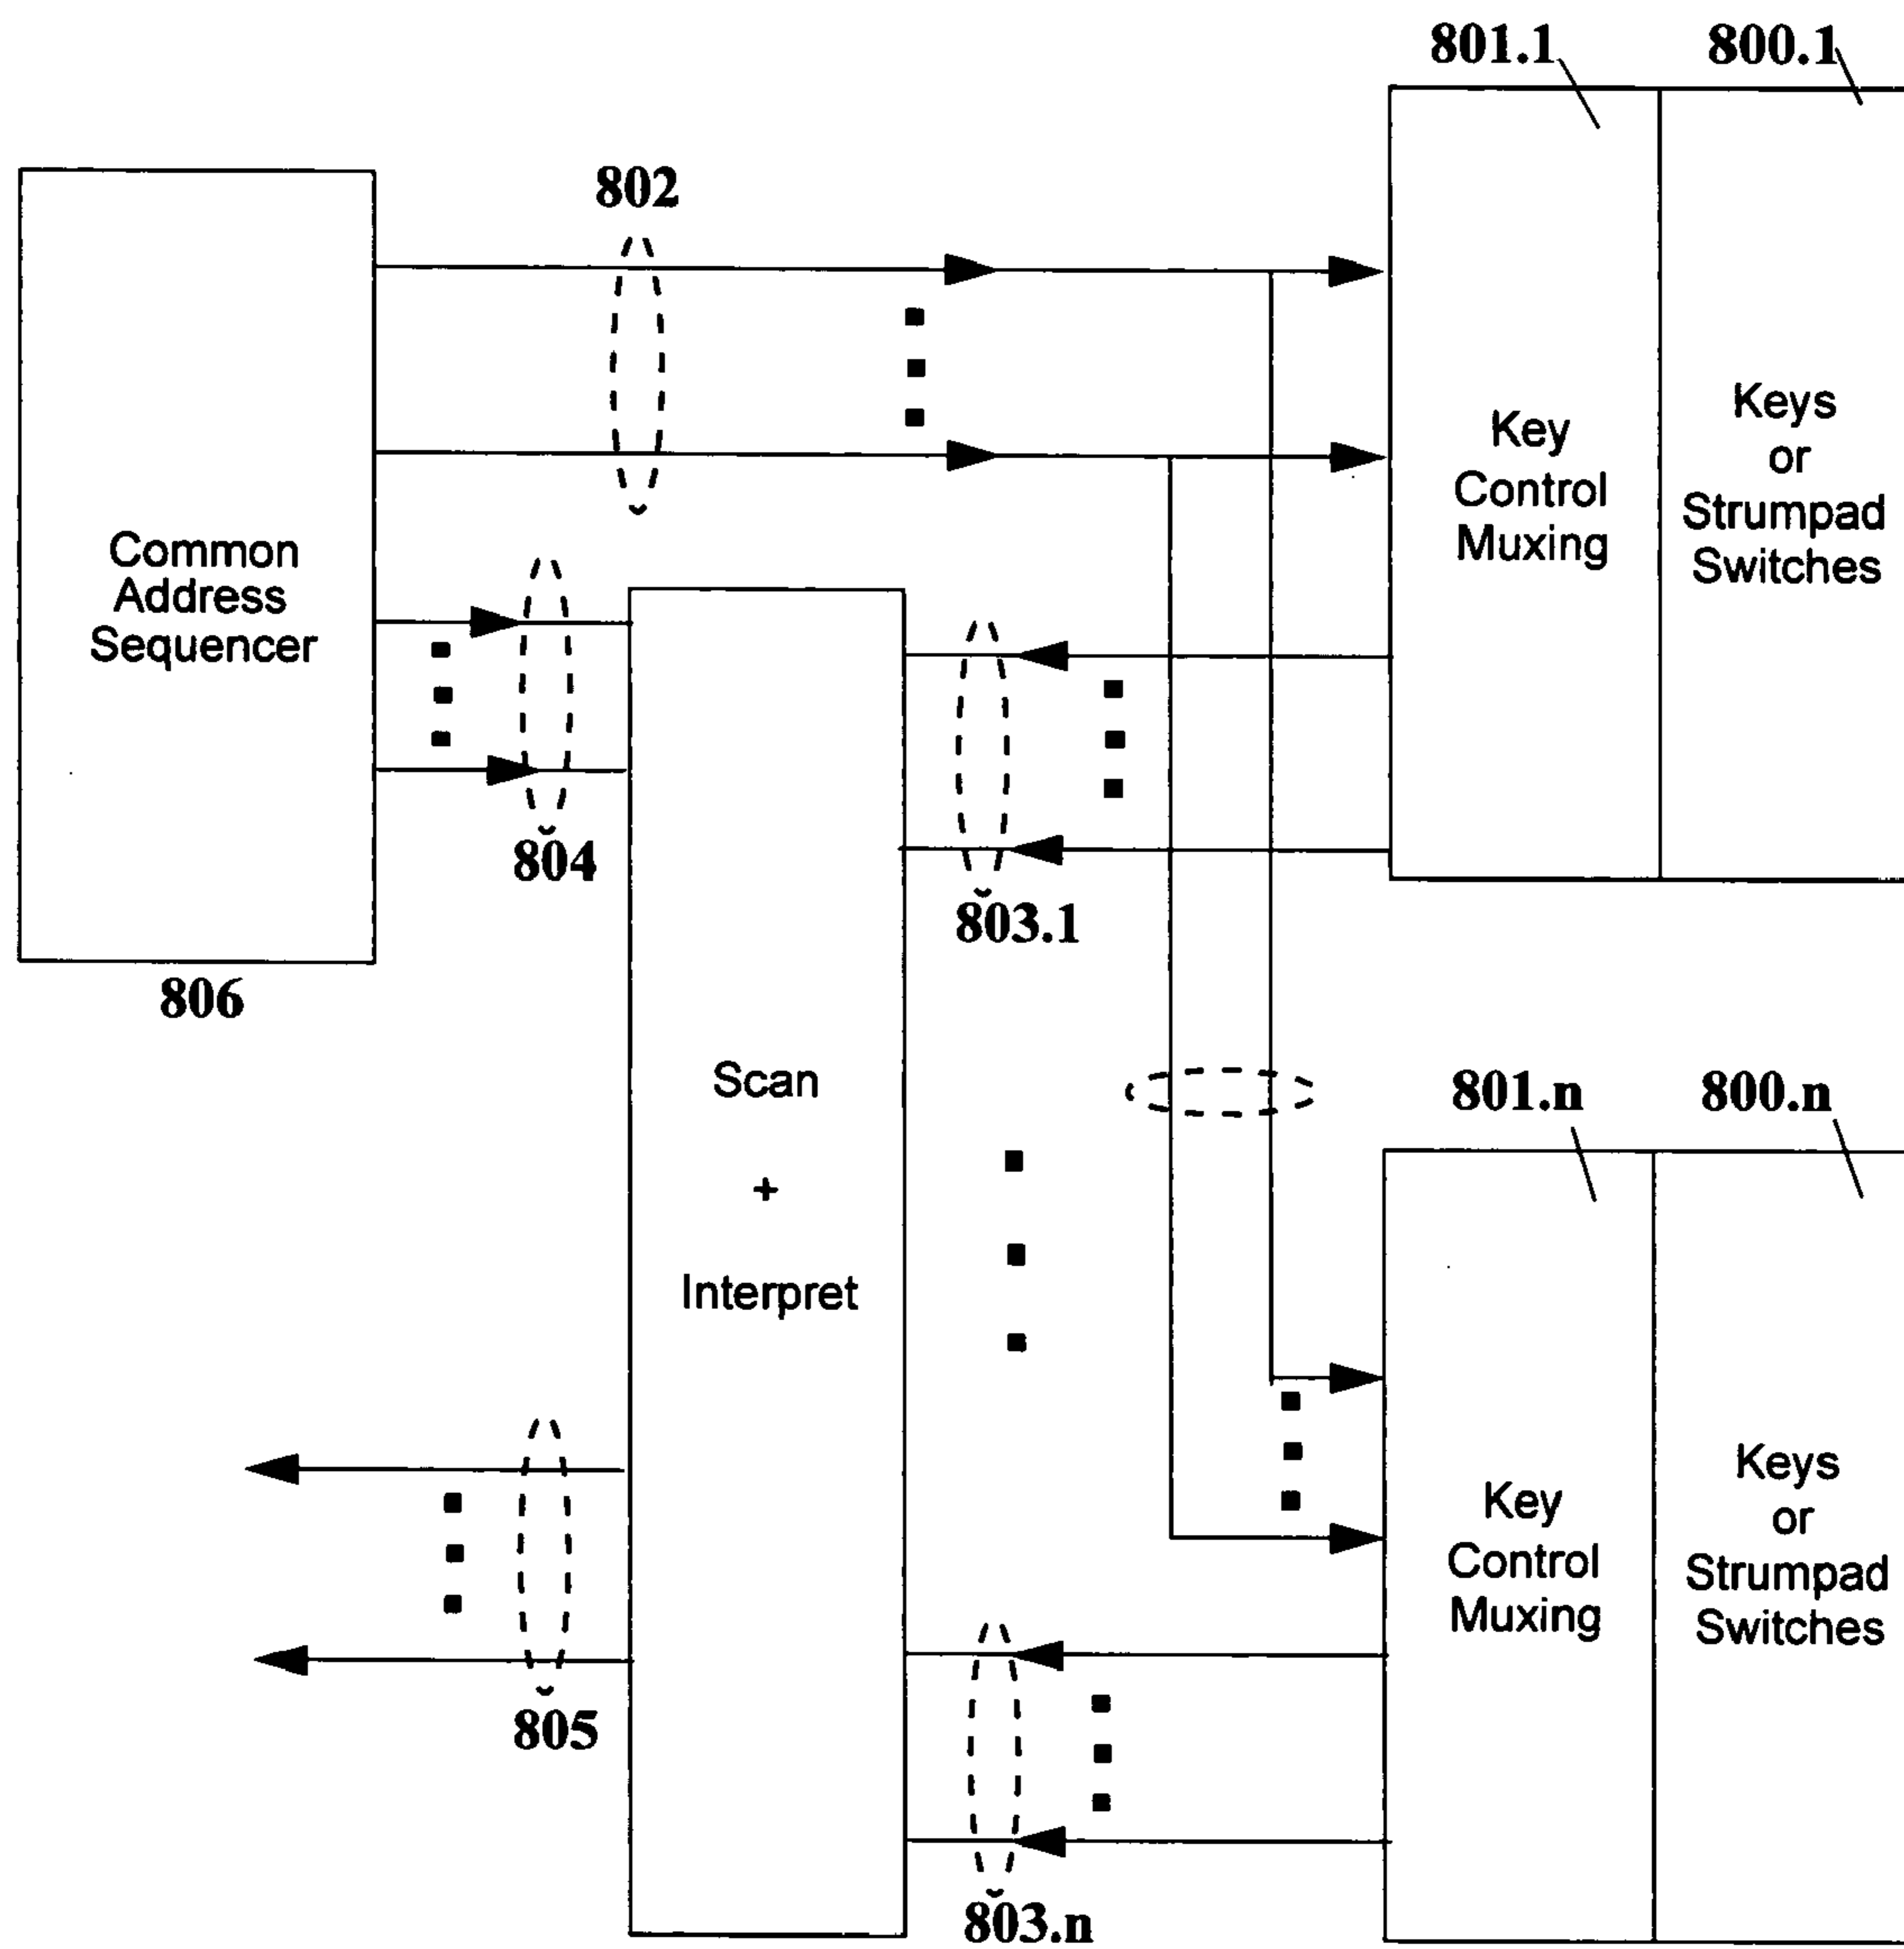 801.1
800.1
802
Key
Control
Muxing
Keys
or
Strumpad
Switches
Common
Address
Sequencer
804
803.1
806
Scan
+
Interpret
801.n
800.n
Key
Control
Muxing
Keys
or
Strumpad
Switches
805
803.n